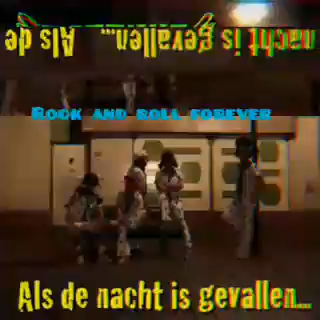 Als de nacht is gevallen...
Rock and roll forever
Als de nacht is gevallen...